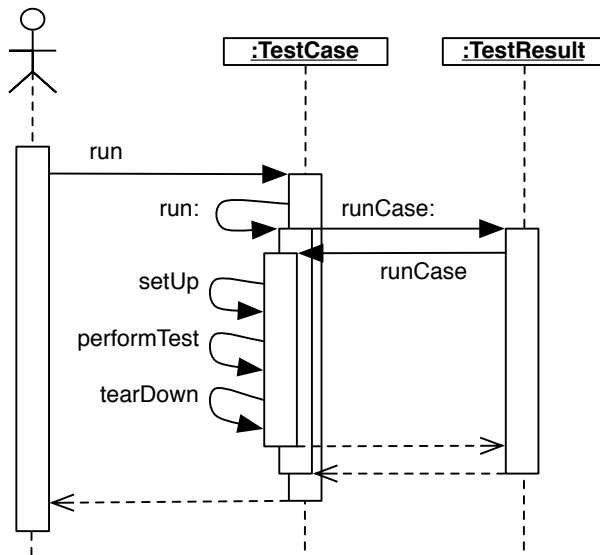 :TestCase
:TestResult
run
run:
runCase:
runCase
setUp
performTest
tearDown